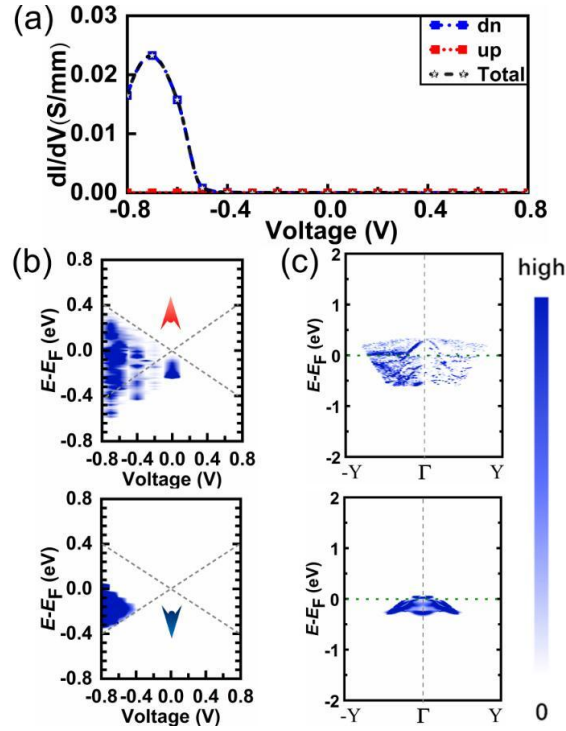 (a)
0.03
0.02
0.01
0.00
dI/dV(S/mm)
dn
up
Total
-0.8 -0.4 0.0 0.4 0.8
Voltage (V)
(b)
0.8
0.4
0.0
-0.4
-0.8
E-EF (eV)
-0.8 -0.4 0.0 0.4 0.8
Voltage (V)
(c)
2
1
0
-1
-2
E-EF (eV)
-Y Γ Y
high
0.8
0.4
0.0
-0.4
-0.8
E-EF (eV)
-0.8 -0.4 0.0 0.4 0.8
Voltage (V)
2
1
0
-1
-2
E-EF (eV)
-Y Γ Y
0